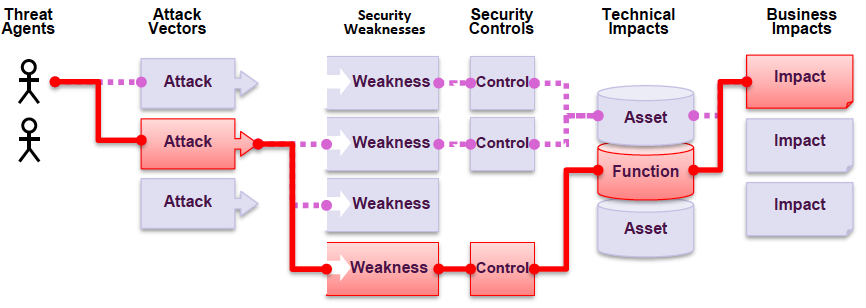 Threat
Agents
Attack
Vectors
Security
Weaknesses
Security
Controls
Technical
Impacts
Business
Impacts
Attack
Weakness
Control
Impact
Asset
Attack
Weakness
Control
Impact
Function
Attack
Weakness
Impact
Asset
Weakness
Control